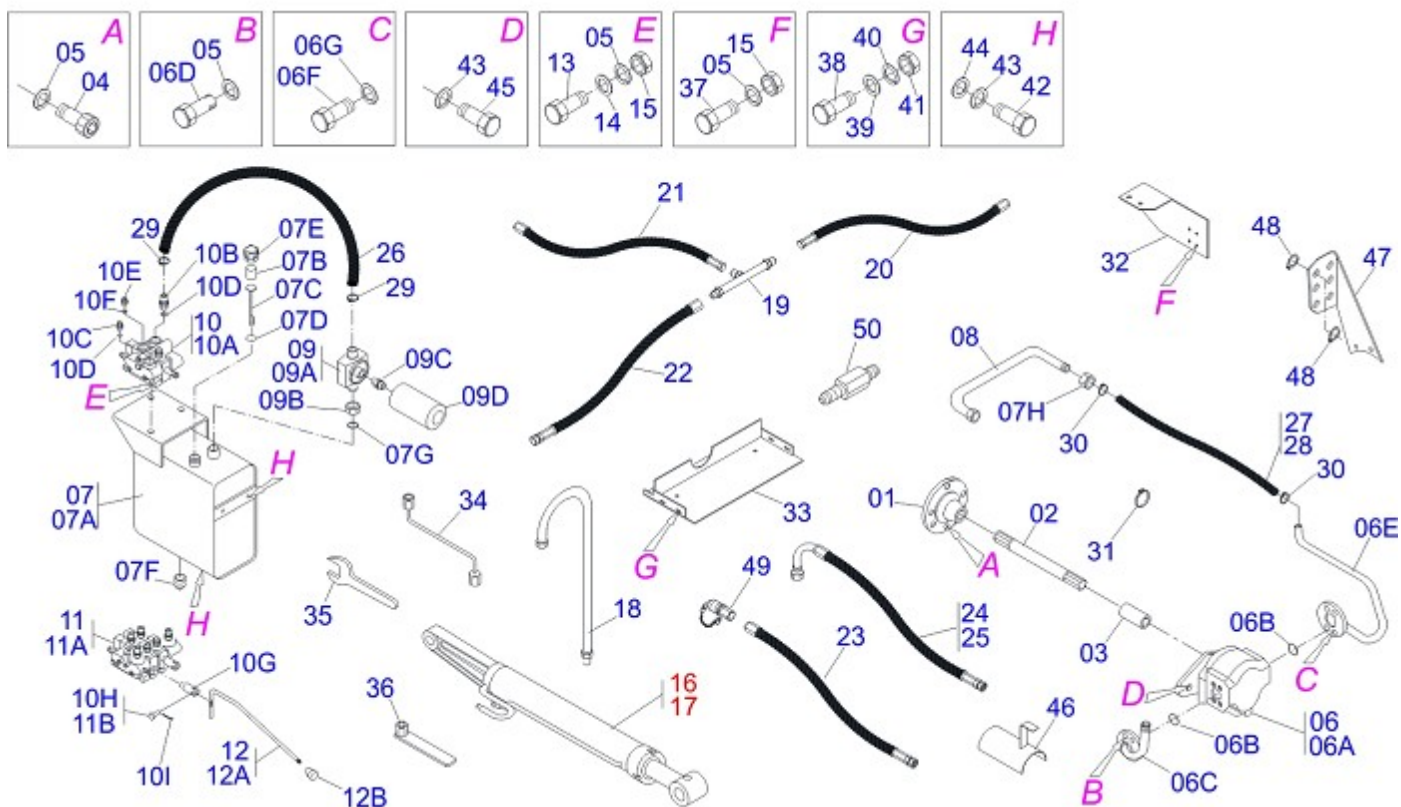 A
05
04
B
05
06D
C
06G
06F
D
43
45
E
05
13
14
15
F
15
05
37
G
40
38
39
41
H
44
43
42
29
10B
10E
10F
10D
10C
10
10A
10D
E
07E
07B
07C
07D
26
29
09
09A
09C
09B
09D
07G
07
07A
H
07F
H
21
20
19
22
50
32
F
48
47
48
08
07H
30
27
28
30
33
G
01
A
02
31
06E
03
06B
C
D
06
06A
06B
B
06C
34
35
18
49
24
25
23
11
11A
10G
10H
11B
10I
12
12A
12B
36
16
17
46